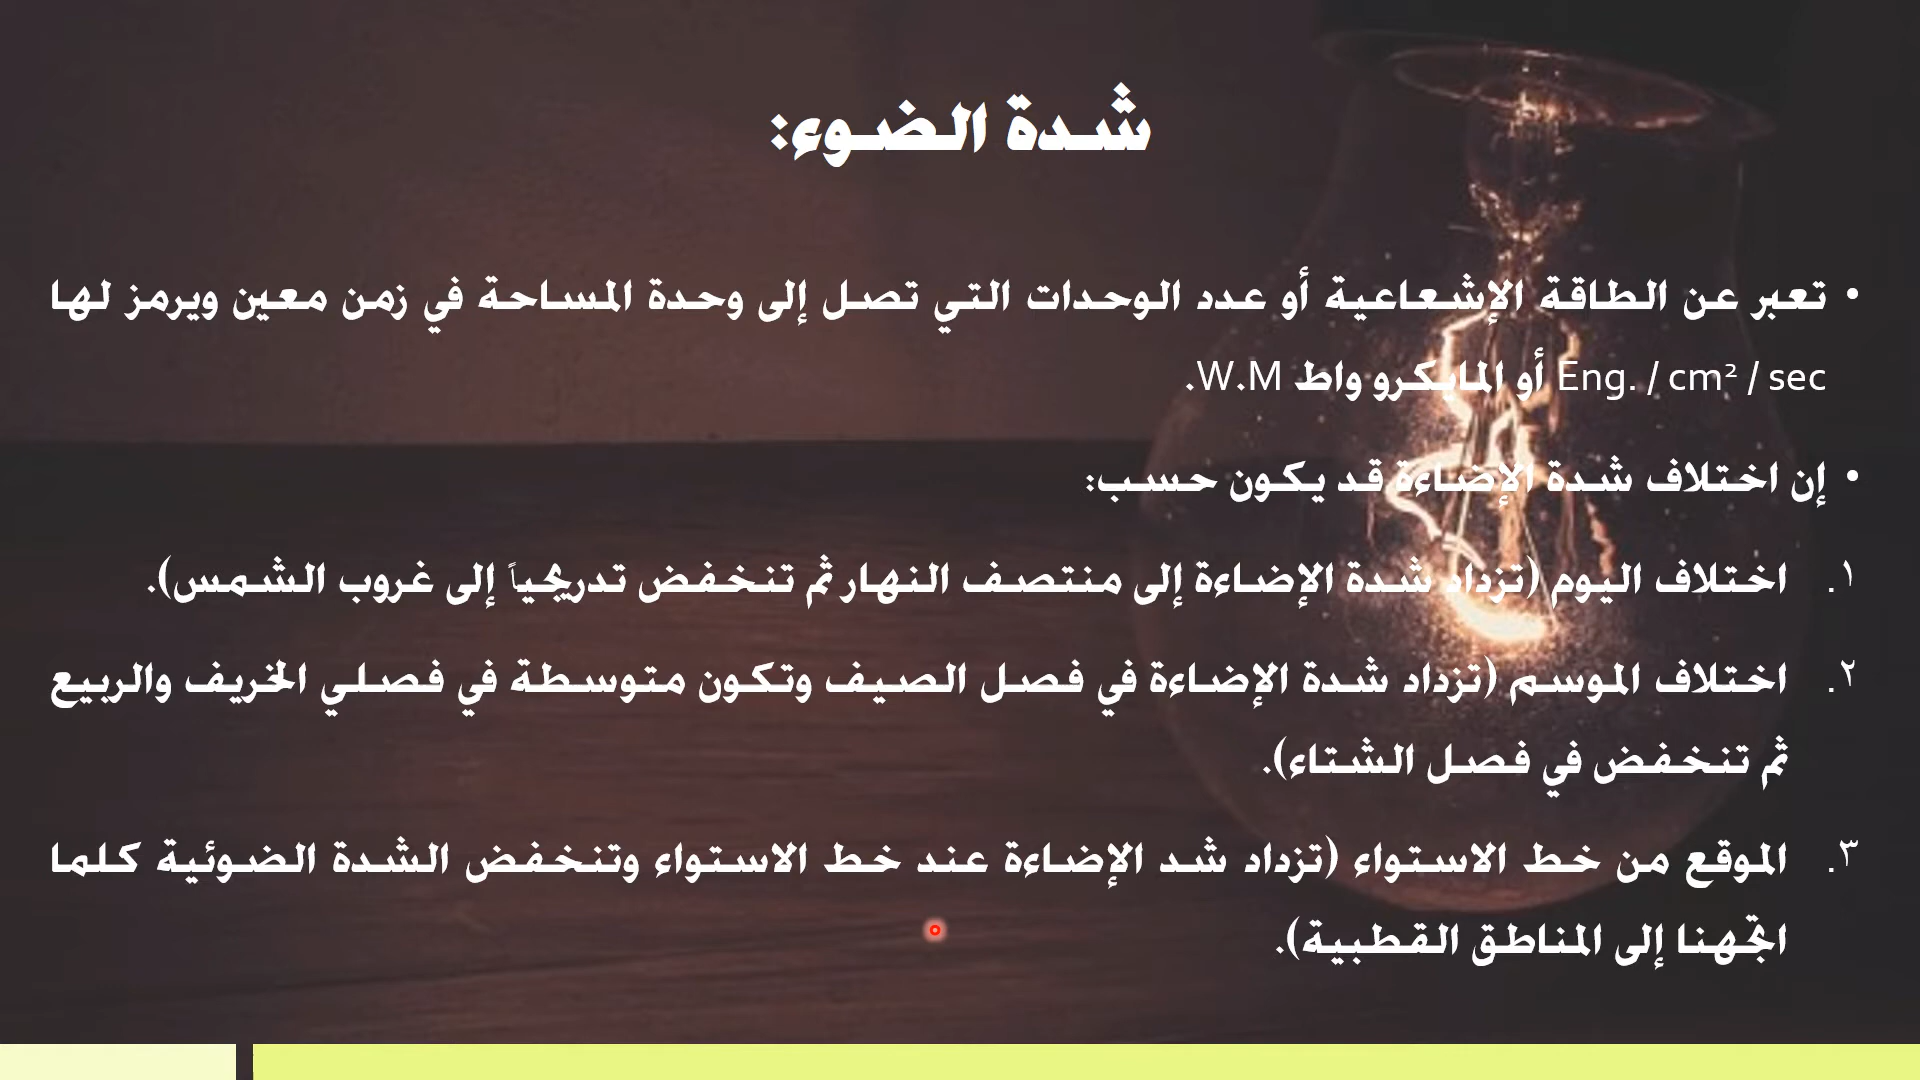 شدة الضوء:
• تعبر عن الطاقة الإشعاعية أو عدد الوحدات التي تصل إلى وحدة المساحة في زمن معين ويرمز لها
Eng. / cm² / sec أو المايكرو واط W.M.
• إن اختلاف شدة الإضاءة قد يكون حسب:
١. اختلاف اليوم (تزداد شدة الإضاءة إلى منتصف النهار ثم تنخفض تدريجياً إلى غروب الشمس).
٢. اختلاف الموسم (تزداد شدة الإضاءة في فصل الصيف وتكون متوسطة في فصلي الخريف والربيع
ثم تنخفض في فصل الشتاء).
٣. الموقع من خط الاستواء (تزداد شد الإضاءة عند خط الاستواء وتنخفض الشدة الضوئية كلما
اتجهنا إلى المناطق القطبية).